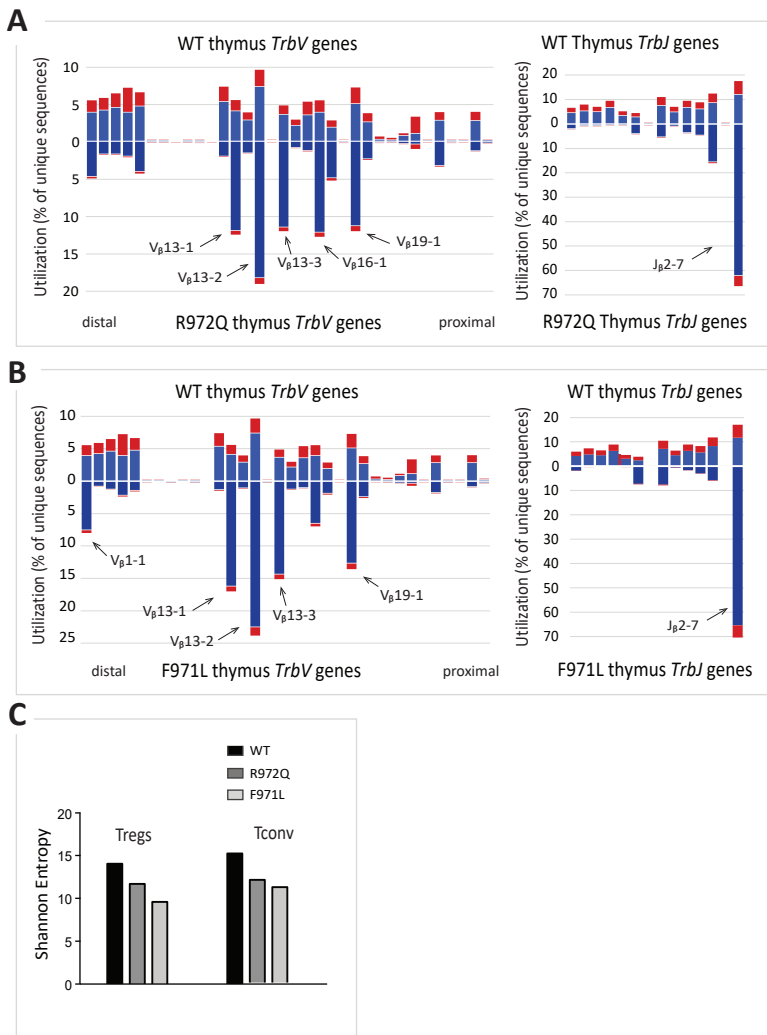 A
WT thymus TrbV genes
WT Thymus TrbJ genes
Utilization (% of unique sequences)
10
5
0
5
10
15
20
Vβ13-1
Vβ13-2
Vβ13-3
Vβ16-1
Vβ19-1
distal
R972Q thymus TrbV genes
proximal
Utilization (% of unique sequences)
20
10
0
10
20
30
40
50
60
70
Jβ2-7
R972Q Thymus TrbJ genes
B
WT thymus TrbV genes
WT thymus TrbJ genes
Utilization (% of unique sequences)
10
5
0
5
10
15
20
25
Vβ1-1
Vβ13-1
Vβ13-2
Vβ13-3
Vβ19-1
distal
F971L thymus TrbV genes
proximal
Utilization (% of unique sequences)
20
10
0
10
20
30
40
50
60
70
Jβ2-7
F971L thymus TrbJ genes
C
WT
R972Q
F971L
Shannon Entropy
20
15
10
5
0
Tregs
Tconv